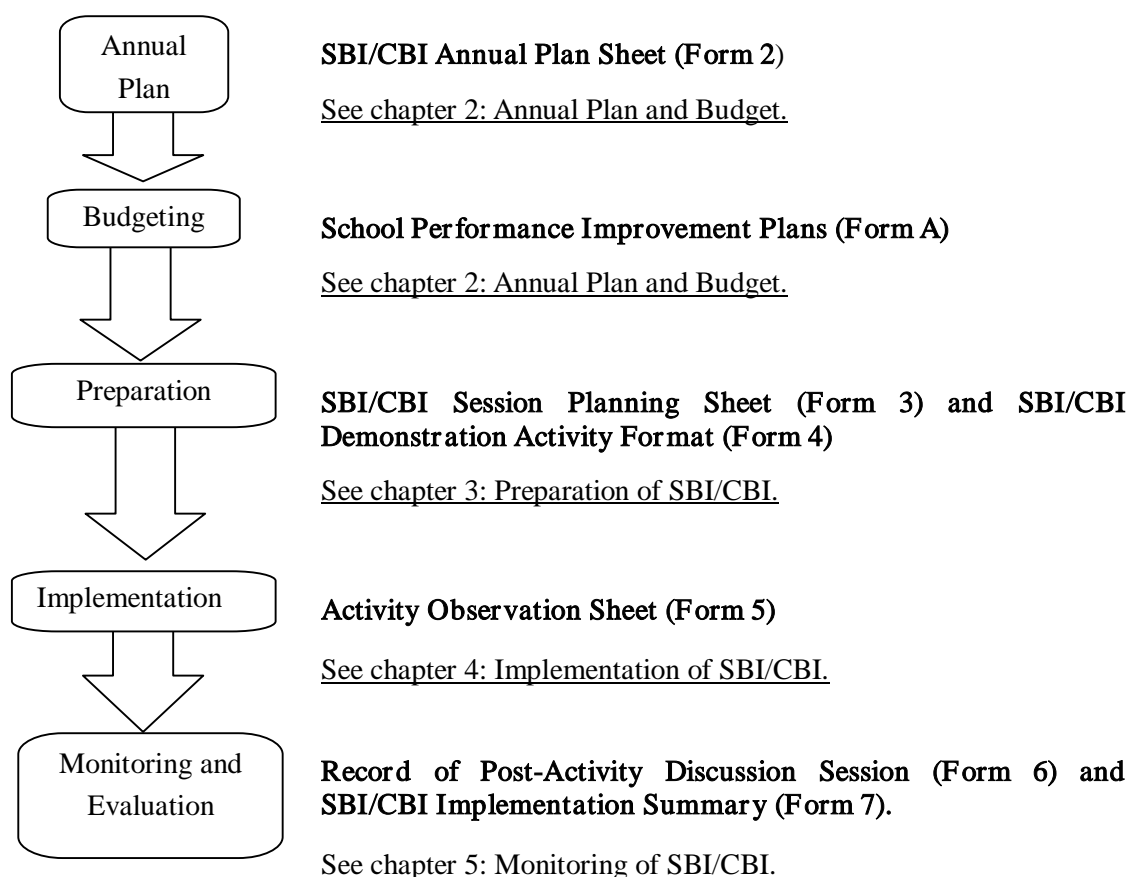 Annual
Plan
SBI/CBI Annual Plan Sheet (Form 2)
See chapter 2: Annual Plan and Budget.
Budgeting
School Performance Improvement Plans (Form A)
See chapter 2: Annual Plan and Budget.
Preparation
SBI/CBI Session Planning Sheet (Form 3) and SBI/CBI
Demonstration Activity Format (Form 4)
See chapter 3: Preparation of SBI/CBI.
Implementation
Activity Observation Sheet (Form 5)
See chapter 4: Implementation of SBI/CBI.
Monitoring and
Evaluation
Record of Post-Activity Discussion Session (Form 6) and
SBI/CBI Implementation Summary (Form 7).
See chapter 5: Monitoring of SBI/CBI.